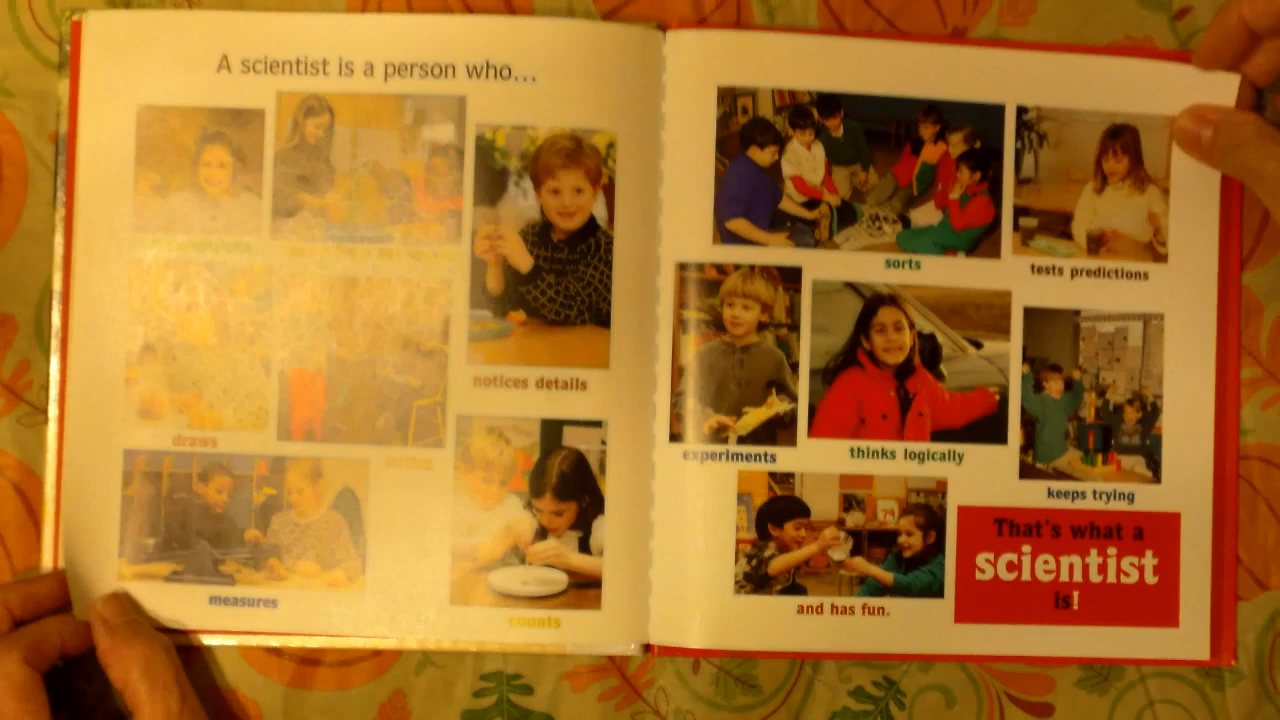 A scientist is a person who...
notices details
draws
measures
counts
sorts
tests predictions
experiments
thinks logically
keeps trying
79
and has fun.
That's what a
scientist
is!